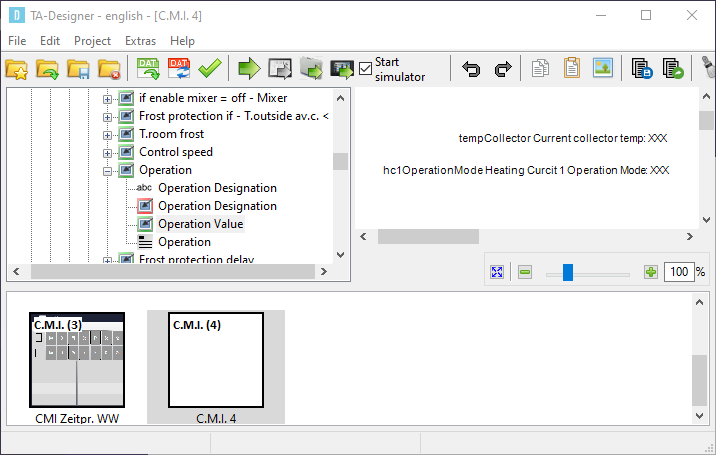 TA-Designer - english - [C.M.I. 4]
File Edit Project Extras Help
DAT DAT Start simulator
if enable mixer = off - Mixer
Frost protection if - T.outside av.c. <
T.room frost
Control speed
Operation
abc Operation Designation
Operation Designation
Operation Value
Operation
Frost protection delay
tempCollector Current collector temp: XXX
hc1OperationMode Heating Curcit 1 Operation Mode: XXX
100 %
C.M.I. (3)
CMI Zeitpr. WW
C.M.I. (4)
C.M.I. 4